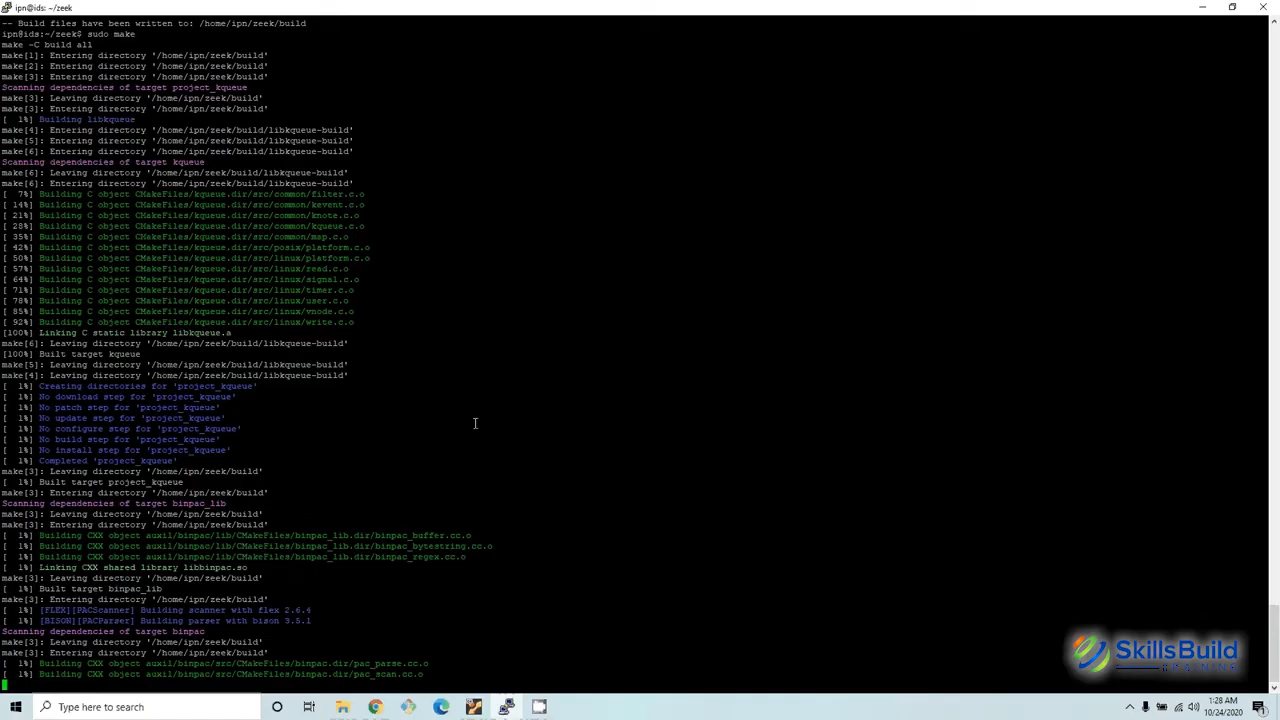 ipn@ids: ~/zeek
-- Build files have been written to: /home/ipn/zeek/build
ipn@ids:~/zeek$ sudo make
make -C build all
make[1]: Entering directory '/home/ipn/zeek/build'
make[2]: Entering directory '/home/ipn/zeek/build'
make[3]: Entering directory '/home/ipn/zeek/build'
Scanning dependencies of target project_kqueue
make[3]: Leaving directory '/home/ipn/zeek/build'
make[3]: Entering directory '/home/ipn/zeek/build'
[  1%] Building libkqueue
make[4]: Entering directory '/home/ipn/zeek/build/libkqueue-build'
make[5]: Entering directory '/home/ipn/zeek/build/libkqueue-build'
make[6]: Entering directory '/home/ipn/zeek/build/libkqueue-build'
Scanning dependencies of target kqueue
make[6]: Leaving directory '/home/ipn/zeek/build/libkqueue-build'
make[6]: Entering directory '/home/ipn/zeek/build/libkqueue-build'
[  7%] Building C object CMakeFiles/kqueue.dir/src/common/filter.c.o
[ 14%] Building C object CMakeFiles/kqueue.dir/src/common/kevent.c.o
[ 21%] Building C object CMakeFiles/kqueue.dir/src/common/knote.c.o
[ 28%] Building C object CMakeFiles/kqueue.dir/src/common/kqueue.c.o
[ 35%] Building C object CMakeFiles/kqueue.dir/src/common/map.c.o
[ 42%] Building C object CMakeFiles/kqueue.dir/src/posix/platform.c.o
[ 50%] Building C object CMakeFiles/kqueue.dir/src/linux/platform.c.o
[ 57%] Building C object CMakeFiles/kqueue.dir/src/linux/read.c.o
[ 64%] Building C object CMakeFiles/kqueue.dir/src/linux/signal.c.o
[ 71%] Building C object CMakeFiles/kqueue.dir/src/linux/timer.c.o
[ 78%] Building C object CMakeFiles/kqueue.dir/src/linux/user.c.o
[ 85%] Building C object CMakeFiles/kqueue.dir/src/linux/vnode.c.o
[ 92%] Building C object CMakeFiles/kqueue.dir/src/linux/write.c.o
[100%] Linking C static library libkqueue.a
make[6]: Leaving directory '/home/ipn/zeek/build/libkqueue-build'
[100%] Built target kqueue
make[5]: Leaving directory '/home/ipn/zeek/build/libkqueue-build'
make[4]: Leaving directory '/home/ipn/zeek/build/libkqueue-build'
[  1%] Creating directories for 'project_kqueue'
[  1%] No download step for 'project_kqueue'
[  1%] No patch step for 'project_kqueue'
[  1%] No update step for 'project_kqueue'
[  1%] No configure step for 'project_kqueue'
[  1%] No build step for 'project_kqueue'
[  1%] No install step for 'project_kqueue'
[  1%] Completed 'project_kqueue'
make[3]: Leaving directory '/home/ipn/zeek/build'
[  1%] Built target project_kqueue
make[3]: Entering directory '/home/ipn/zeek/build'
Scanning dependencies of target binpac_lib
make[3]: Leaving directory '/home/ipn/zeek/build'
make[3]: Entering directory '/home/ipn/zeek/build'
[  1%] Building CXX object auxil/binpac/lib/CMakeFiles/binpac_lib.dir/binpac_buffer.cc.o
[  1%] Building CXX object auxil/binpac/lib/CMakeFiles/binpac_lib.dir/binpac_bytestring.cc.o
[  1%] Building CXX object auxil/binpac/lib/CMakeFiles/binpac_lib.dir/binpac_regex.cc.o
[  1%] Linking CXX shared library libbinpac.so
make[3]: Leaving directory '/home/ipn/zeek/build'
[  1%] Built target binpac_lib
make[3]: Entering directory '/home/ipn/zeek/build'
[  1%] [FLEX][PACScanner] Building scanner with flex 2.6.4
[  1%] [BISON][PACParser] Building parser with bison 3.5.1
Scanning dependencies of target binpac
make[3]: Leaving directory '/home/ipn/zeek/build'
make[3]: Entering directory '/home/ipn/zeek/build'
[  1%] Building CXX object auxil/binpac/src/CMakeFiles/binpac.dir/pac_parse.cc.o
[  1%] Building CXX object auxil/binpac/src/CMakeFiles/binpac.dir/pac_scan.cc.o
SkillsBuild
Type here to search
1:28 AM
10/24/2020